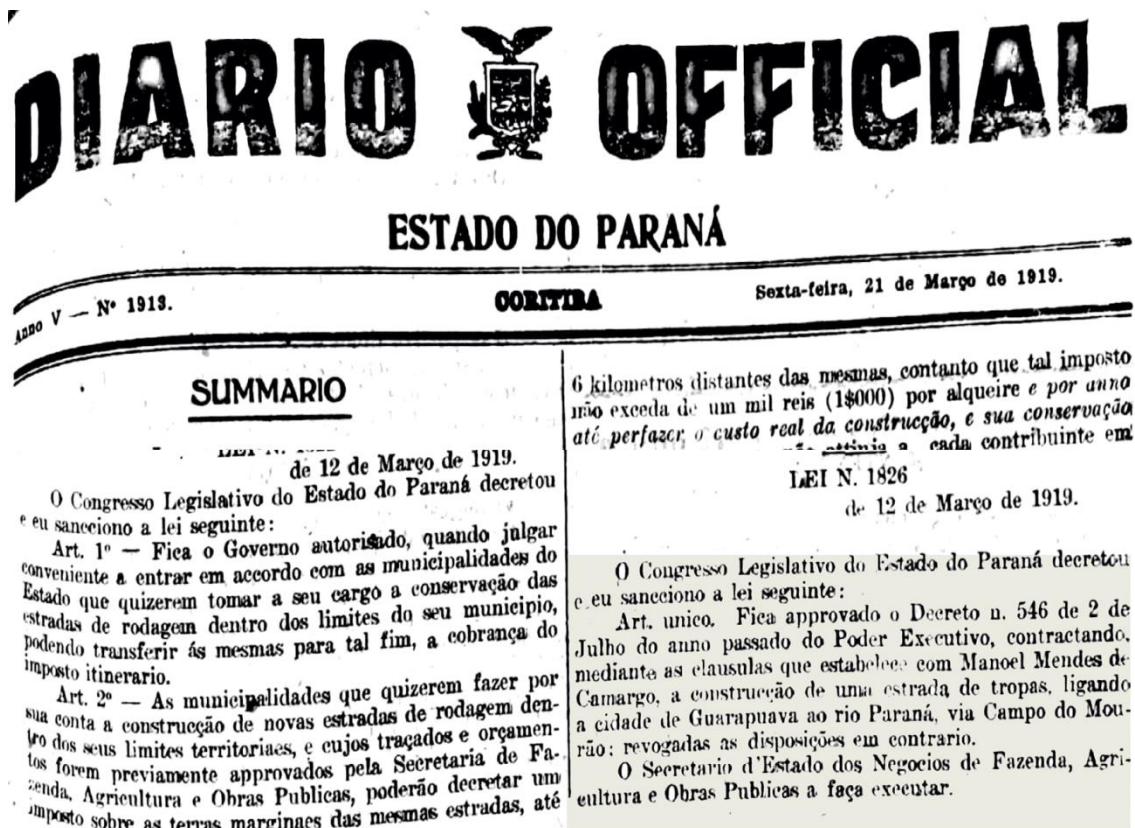 DIARIO OFFICIAL
ESTADO DO PARANÁ
Anno V — Nº 1913.
CORITIBA
Sexta-feira, 21 de Março de 1919.
SUMMARIO
LEI N.
de 12 de Março de 1919.
O Congresso Legislativo do Estado do Paraná decretou
e eu sancciono a lei seguinte:
Art. 1º — Fica o Governo autorisado, quando julgar
conveniente a entrar em accordo com as municipalidades do
Estado que quizerem tomar a seu cargo a conservação das
estradas de rodagem dentro dos limites do seu municipio,
podendo transferir ás mesmas para tal fim, a cobrança do
imposto itinerario.
Art. 2º — As municipalidades que quizerem fazer por
sua conta a construcção de novas estradas de rodagem den-
tro dos seus limites territoriaes, e cujos traçados e orçamen-
tos forem previamente approvados pela Secretaria de Fa-
zenda, Agricultura e Obras Publicas, poderão decretar um
imposto sobre as terras marginaes das mesmas estradas, até
6 kilometros distantes das mesmas, contanto que tal imposto
não exceda de um mil reis (1$000) por alqueire e por anno
até perfazer o custo real da construcção, e sua conservação
attinja a cada contribuinte em
LEI N. 1826
de 12 de Março de 1919.
O Congresso Legislativo do Estado do Paraná decretou
e eu sancciono a lei seguinte:
Art. unico. Fica approvado o Decreto n. 546 de 2 de
Julho do anno passado do Poder Executivo, contractando,
mediante as clausulas que estabelece com Manoel Mendes de
Camargo, a construcção de uma estrada de tropas, ligando
a cidade de Guarapuava ao rio Paraná, via Campo do Mou-
rão; revogadas as disposições em contrario.
O Secretario d'Estado dos Negocios de Fazenda, Agri-
cultura e Obras Publicas a faça executar.